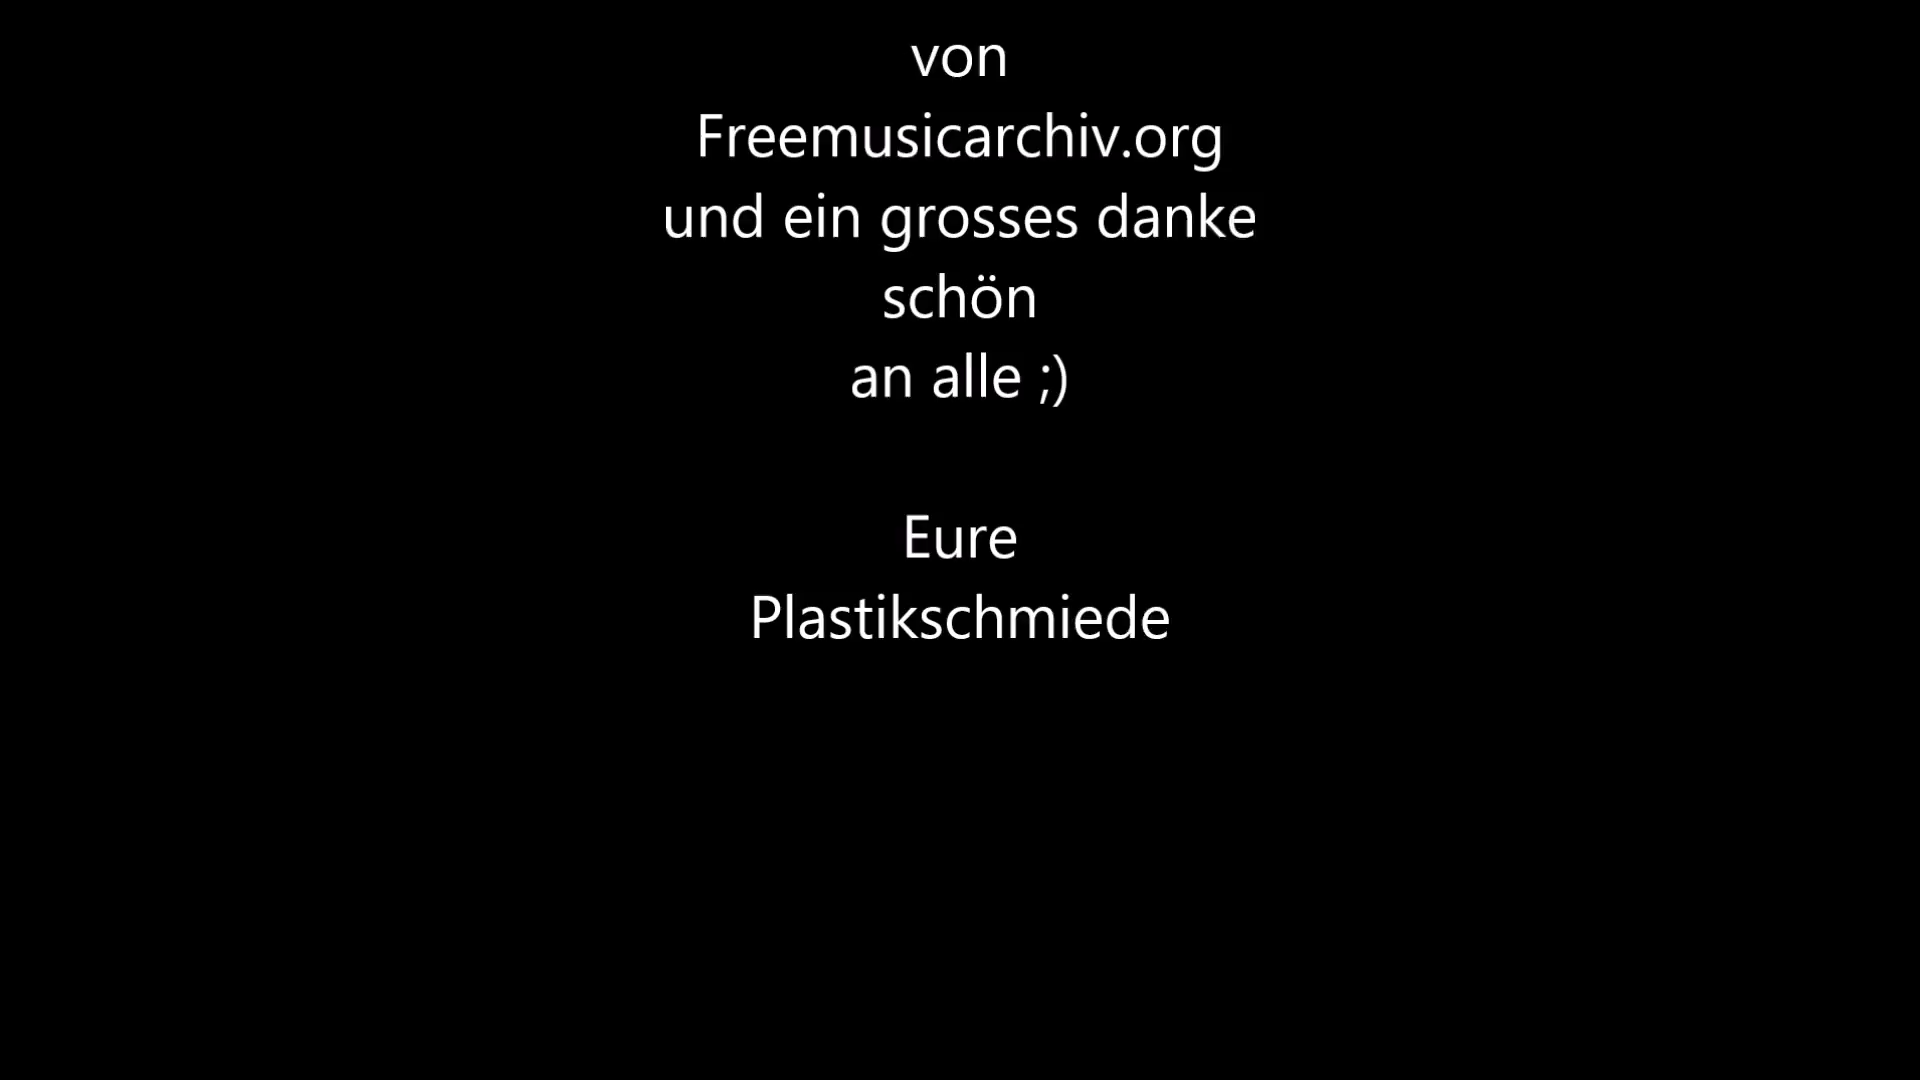 von
Freemusicarchiv.org
und ein grosses danke
schön
an alle ;)
Eure
Plastikschmiede